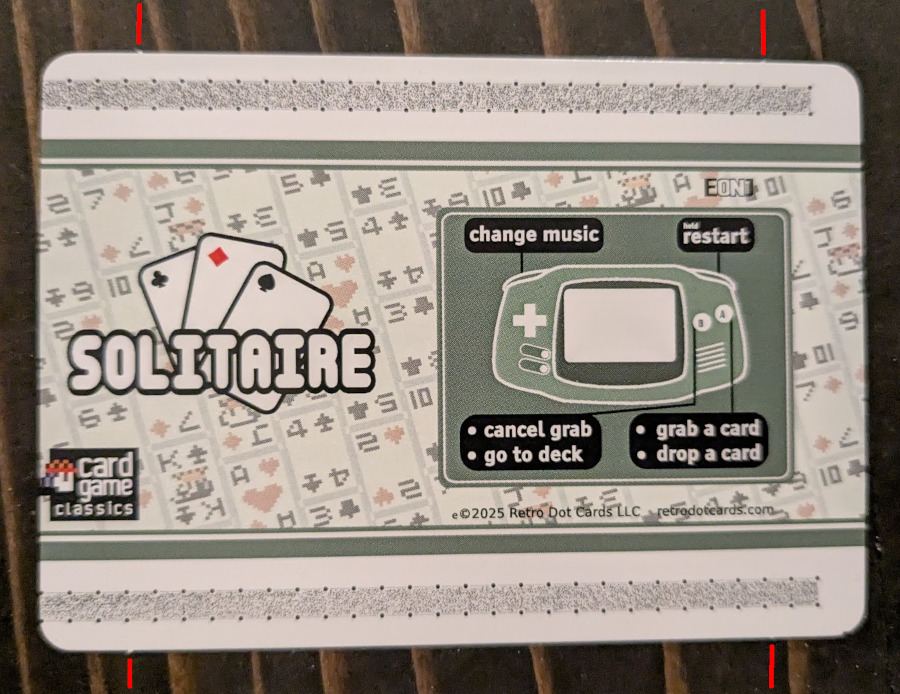 EON1
change music
hold
restart
SOLITAIRE
B A
• cancel grab
• go to deck
• grab a card
• drop a card
card
game
classics
e©2025 Retro Dot Cards LLC retrodotcards.com